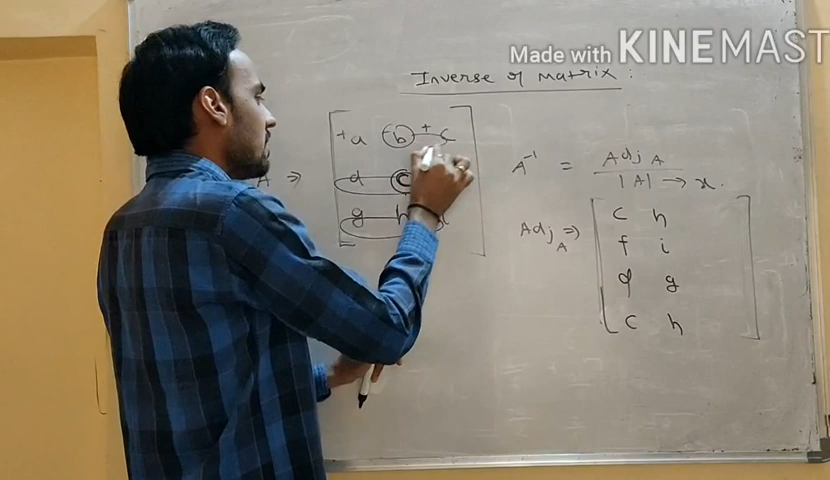 Made with KINEMAST
Inverse of matrix :
+a -b + c
A ⇒ d
g h
A⁻¹ = Adj A / |A| → x.
Adj A ⇒
c h
f i
d g
c h